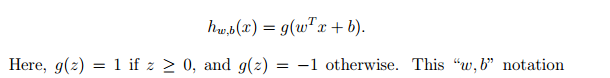 h_{w,b}(x) = g(w^T x + b).
Here, g(z) = 1 if z ≥ 0, and g(z) = −1 otherwise. This “w, b” notation